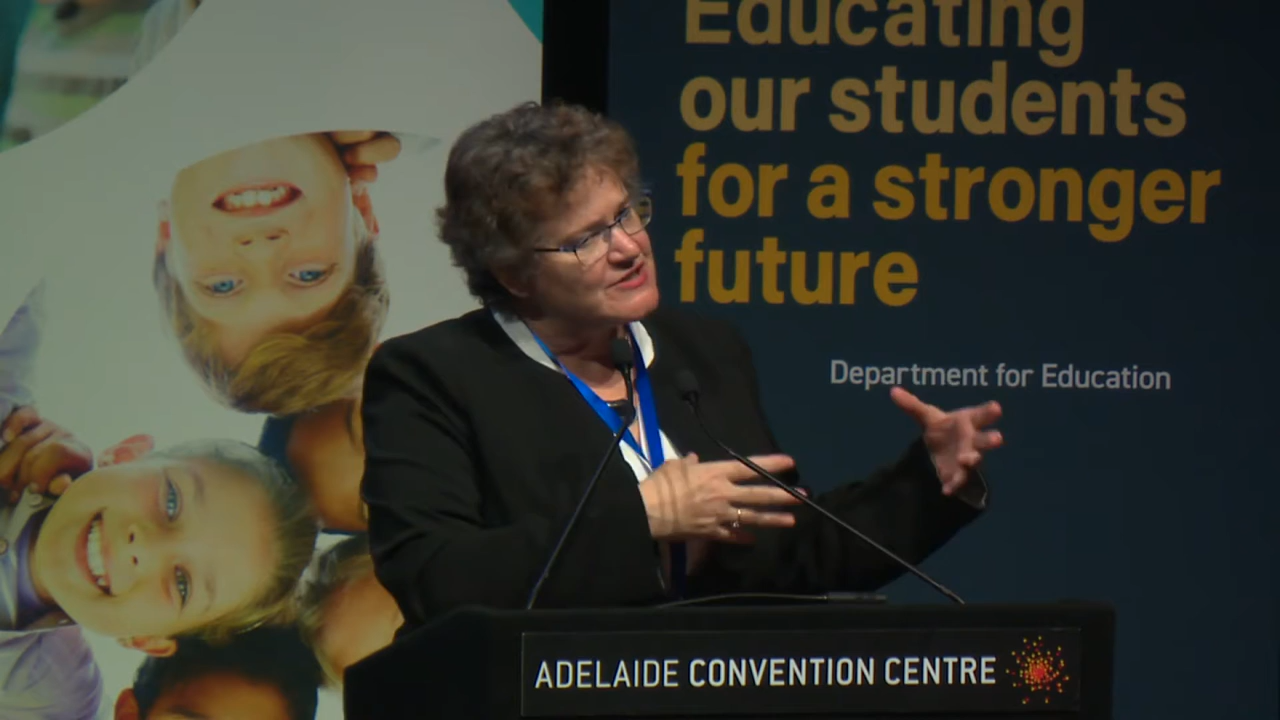 Educating
our students
for a stronger
future
Department for Education
ADELAIDE CONVENTION CENTRE